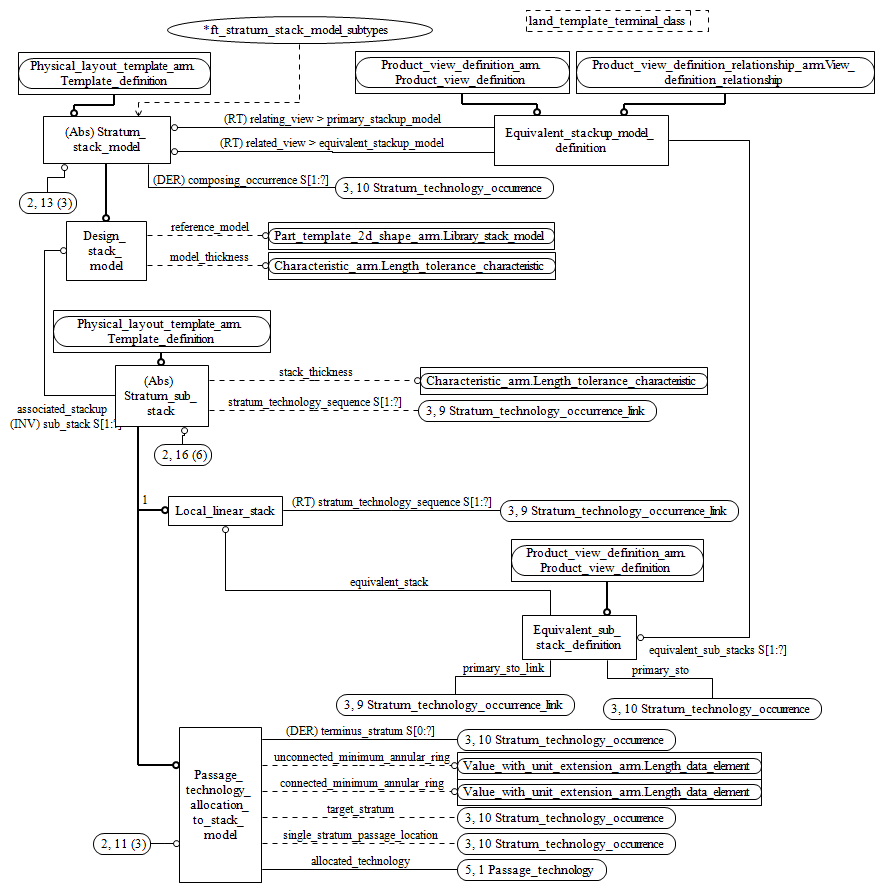 *ft_stratum_stack_model_subtypes
land_template_terminal_class
Physical_layout_template_arm.
Template_definition
Product_view_definition_arm.
Product_view_definition
Product_view_definition_relationship_arm.View_
definition_relationship
(Abs) Stratum_
stack_model
(RT) relating_view > primary_stackup_model
(RT) related_view > equivalent_stackup_model
Equivalent_stackup_model_
definition
(DER) composing_occurrence S[1:?]
3, 10 Stratum_technology_occurrence
2, 13 (3)
Design_
stack_
model
reference_model
Part_template_2d_shape_arm.Library_stack_model
model_thickness
Characteristic_arm.Length_tolerance_characteristic
Physical_layout_template_arm.
Template_definition
(Abs)
Stratum_sub_
stack
stack_thickness
Characteristic_arm.Length_tolerance_characteristic
stratum_technology_sequence S[1:?]
3, 9 Stratum_technology_occurrence_link
associated_stackup
(INV) sub_stack S[1:?]
2, 16 (6)
1
Local_linear_stack
(RT) stratum_technology_sequence S[1:?]
3, 9 Stratum_technology_occurrence_link
Product_view_definition_arm.
Product_view_definition
equivalent_stack
Equivalent_sub_
stack_definition
equivalent_sub_stacks S[1:?]
primary_sto_link
primary_sto
3, 9 Stratum_technology_occurrence_link
3, 10 Stratum_technology_occurrence
Passage_
technology_
allocation_
to_stack_
model
(DER) terminus_stratum S[0:?]
3, 10 Stratum_technology_occurrence
unconnected_minimum_annular_ring
Value_with_unit_extension_arm.Length_data_element
connected_minimum_annular_ring
Value_with_unit_extension_arm.Length_data_element
target_stratum
3, 10 Stratum_technology_occurrence
single_stratum_passage_location
3, 10 Stratum_technology_occurrence
2, 11 (3)
allocated_technology
5, 1 Passage_technology